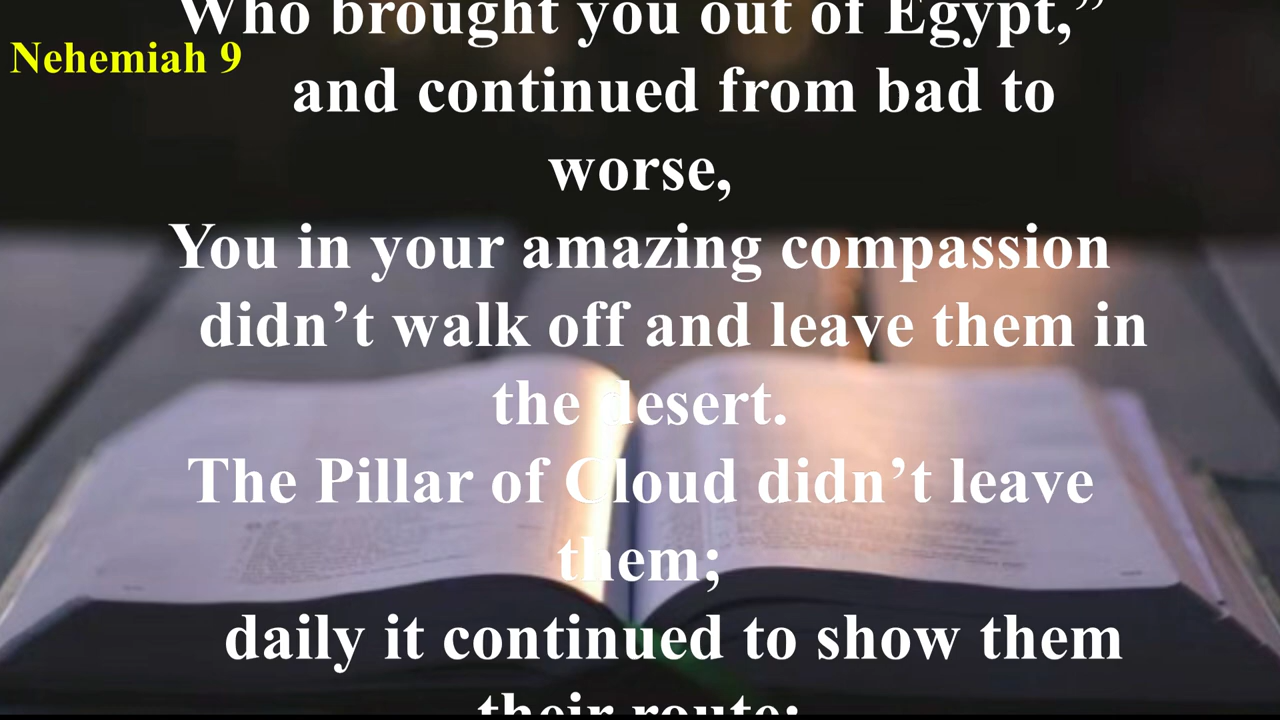 Who brought you out of Egypt,”
Nehemiah 9
and continued from bad to
worse,
You in your amazing compassion
didn’t walk off and leave them in
the desert.
The Pillar of Cloud didn’t leave
them;
daily it continued to show them
their route;